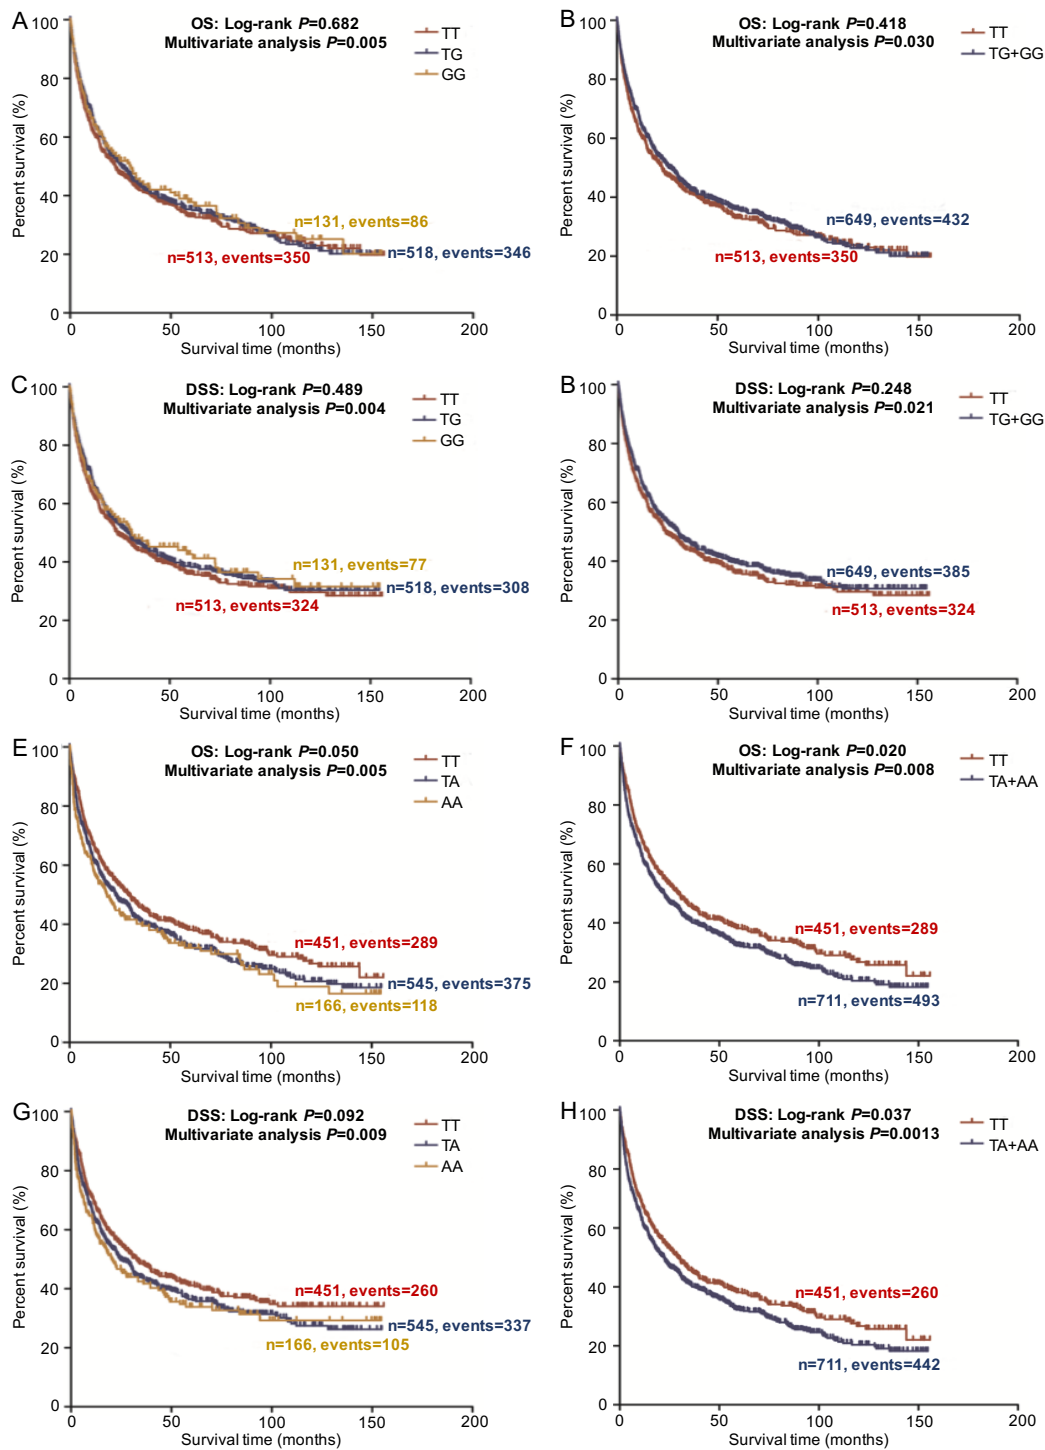 A
OS: Log-rank P=0.682
Multivariate analysis P=0.005
TT
TG
GG
Percent survival (%)
100
80
60
40
20
0
n=131, events=86
n=513, events=350
n=518, events=346
0 50 100 150 200
Survival time (months)
B
OS: Log-rank P=0.418
Multivariate analysis P=0.030
TT
TG+GG
Percent survival (%)
100
80
60
40
20
0
n=649, events=432
n=513, events=350
0 50 100 150 200
Survival time (months)
C
DSS: Log-rank P=0.489
Multivariate analysis P=0.004
TT
TG
GG
Percent survival (%)
100
80
60
40
20
0
n=131, events=77
n=518, events=308
n=513, events=324
0 50 100 150 200
Survival time (months)
B
DSS: Log-rank P=0.248
Multivariate analysis P=0.021
TT
TG+GG
Percent survival (%)
100
80
60
40
20
0
n=649, events=385
n=513, events=324
0 50 100 150 200
Survival time (months)
E
OS: Log-rank P=0.050
Multivariate analysis P=0.005
TT
TA
AA
Percent survival (%)
100
80
60
40
20
0
n=451, events=289
n=545, events=375
n=166, events=118
0 50 100 150 200
Survival time (months)
F
OS: Log-rank P=0.020
Multivariate analysis P=0.008
TT
TA+AA
Percent survival (%)
100
80
60
40
20
0
n=451, events=289
n=711, events=493
0 50 100 150 200
Survival time (months)
G
DSS: Log-rank P=0.092
Multivariate analysis P=0.009
TT
TA
AA
Percent survival (%)
100
80
60
40
20
0
n=451, events=260
n=545, events=337
n=166, events=105
0 50 100 150 200
Survival time (months)
H
DSS: Log-rank P=0.037
Multivariate analysis P=0.0013
TT
TA+AA
Percent survival (%)
100
80
60
40
20
0
n=451, events=260
n=711, events=442
0 50 100 150 200
Survival time (months)